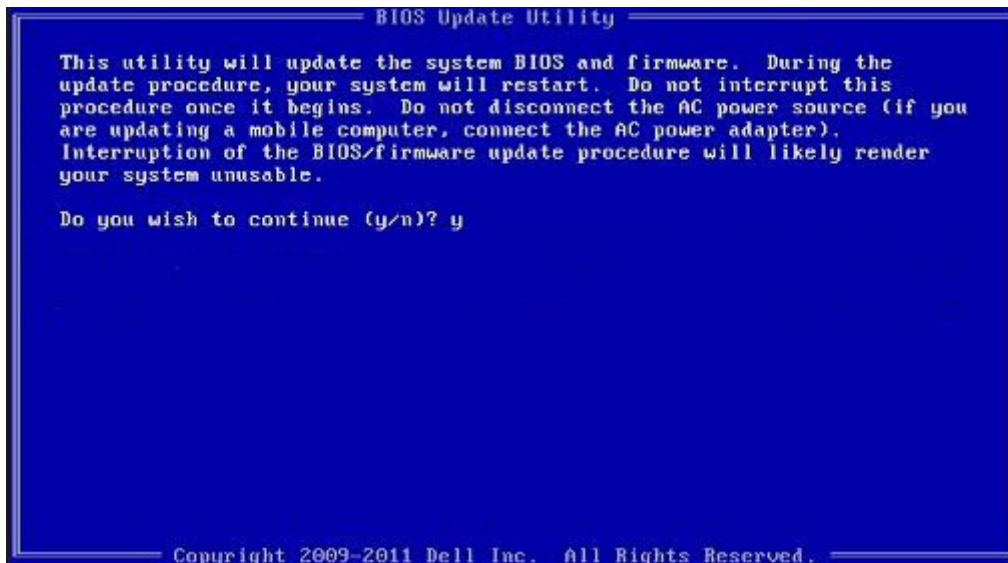 BIOS Update Utility
This utility will update the system BIOS and firmware. During the
update procedure, your system will restart. Do not interrupt this
procedure once it begins. Do not disconnect the AC power source (if you
are updating a mobile computer, connect the AC power adapter).
Interruption of the BIOS/firmware update procedure will likely render
your system unusable.
Do you wish to continue (y/n)? y
Copyright 2009-2011 Dell Inc. All Rights Reserved.